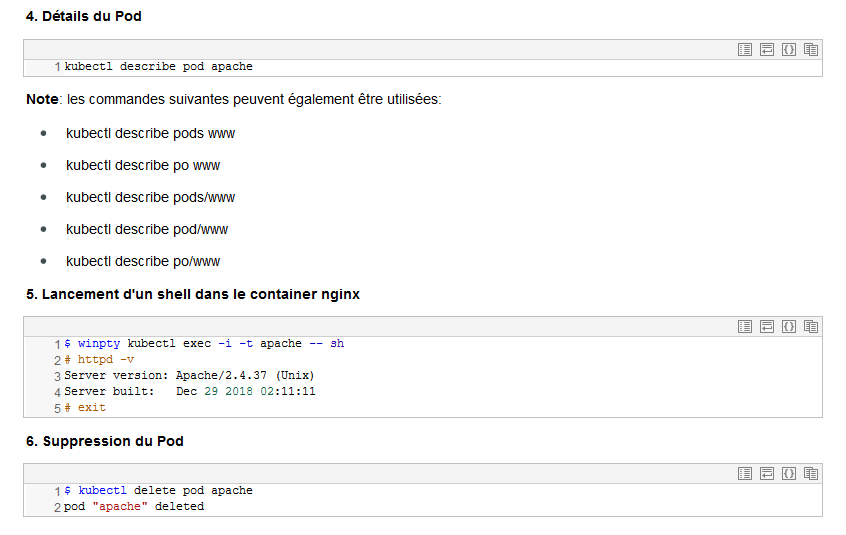 4. Détails du Pod
1 kubectl describe pod apache
Note: les commandes suivantes peuvent également être utilisées:
• kubectl describe pods www
• kubectl describe po www
• kubectl describe pods/www
• kubectl describe pod/www
• kubectl describe po/www
5. Lancement d'un shell dans le container nginx
1 $ winpty kubectl exec -i -t apache -- sh
2 # httpd -v
3 Server version: Apache/2.4.37 (Unix)
4 Server built:   Dec 29 2018 02:11:11
5 # exit
6. Suppression du Pod
1 $ kubectl delete pod apache
2 pod "apache" deleted